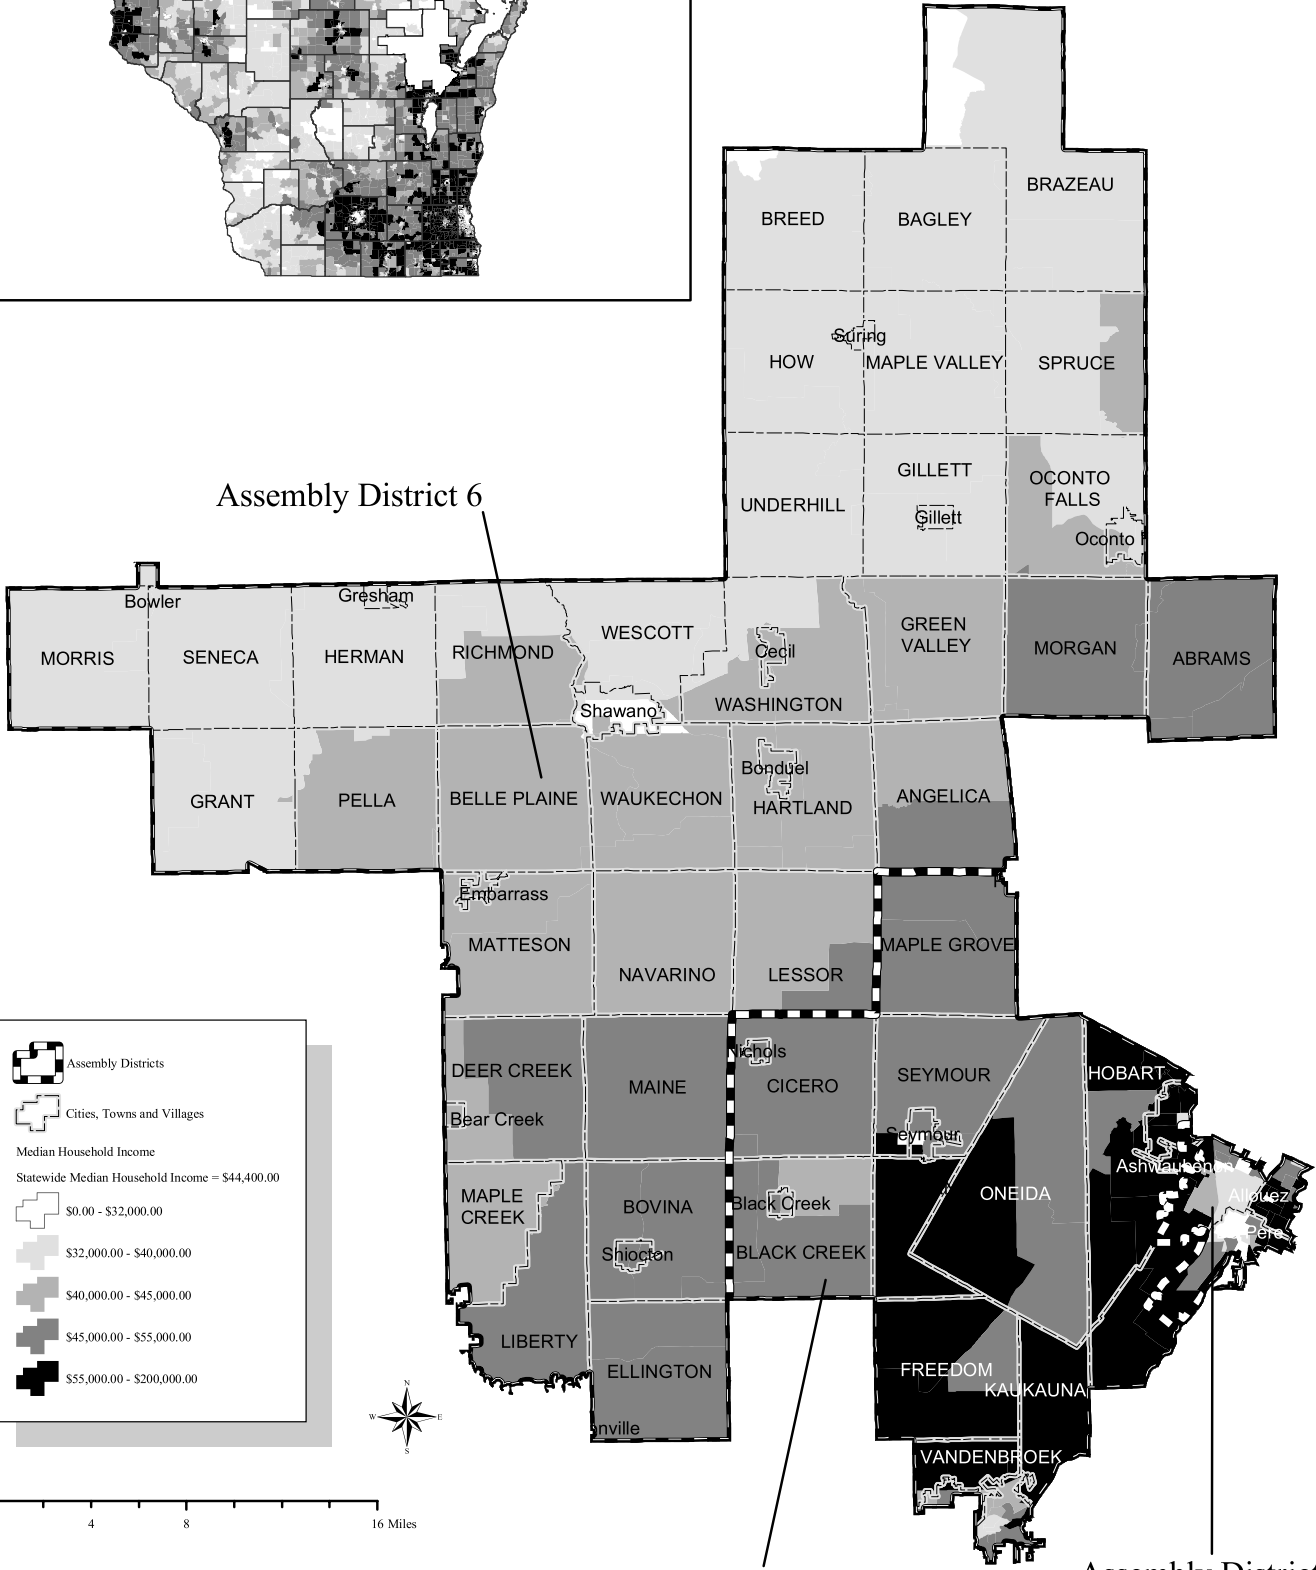 BRAZEAU
BREED
BAGLEY
Suring
HOW
MAPLE VALLEY
SPRUCE
GILLETT
OCONTO
FALLS
UNDERHILL
Gillett
Oconto
Assembly District 6
Bowler
Gresham
MORRIS
SENECA
HERMAN
RICHMOND
WESCOTT
Cecil
GREEN
VALLEY
MORGAN
ABRAMS
Shawano
WASHINGTON
Bonduel
GRANT
PELLA
BELLE PLAINE
WAUKECHON
HARTLAND
ANGELICA
Embarrass
MATTESON
NAVARINO
LESSOR
MAPLE GROVE
Nichols
DEER CREEK
MAINE
CICERO
SEYMOUR
HOBART
Bear Creek
Seymour
Ashwaubenon
MAPLE
CREEK
BOVINA
Black Creek
ONEIDA
Allouez
Pere
Shiocton
BLACK CREEK
LIBERTY
ELLINGTON
FREEDOM
KAUKAUNA
nville
VANDENBROEK
Assembly Districts
Cities, Towns and Villages
Median Household Income
Statewide Median Household Income = $44,400.00
$0.00 - $32,000.00
$32,000.00 - $40,000.00
$40,000.00 - $45,000.00
$45,000.00 - $55,000.00
$55,000.00 - $200,000.00
N
W
E
S
4
8
16 Miles
Assembly District